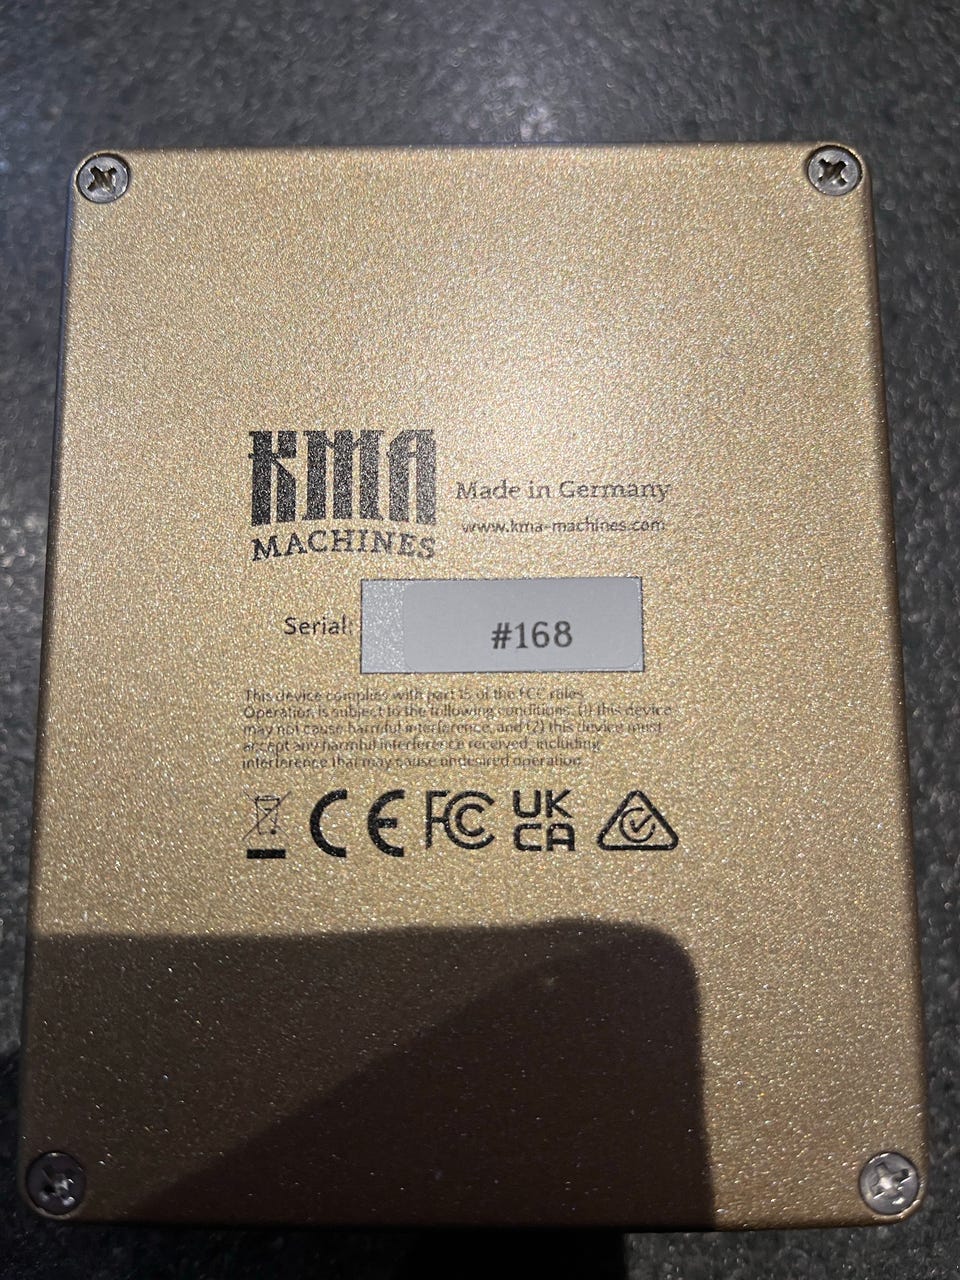 KMA
MACHINES
Made in Germany
www.kma-machines.com
Serial:
#168
This device complies with part 15 of the FCC rules
Operation is subject to the following conditions: (1) this device
may not cause harmful interference, and (2) this device must
accept any harmful interference received, including
interference that may cause undesired operation
CE FC UK
CA